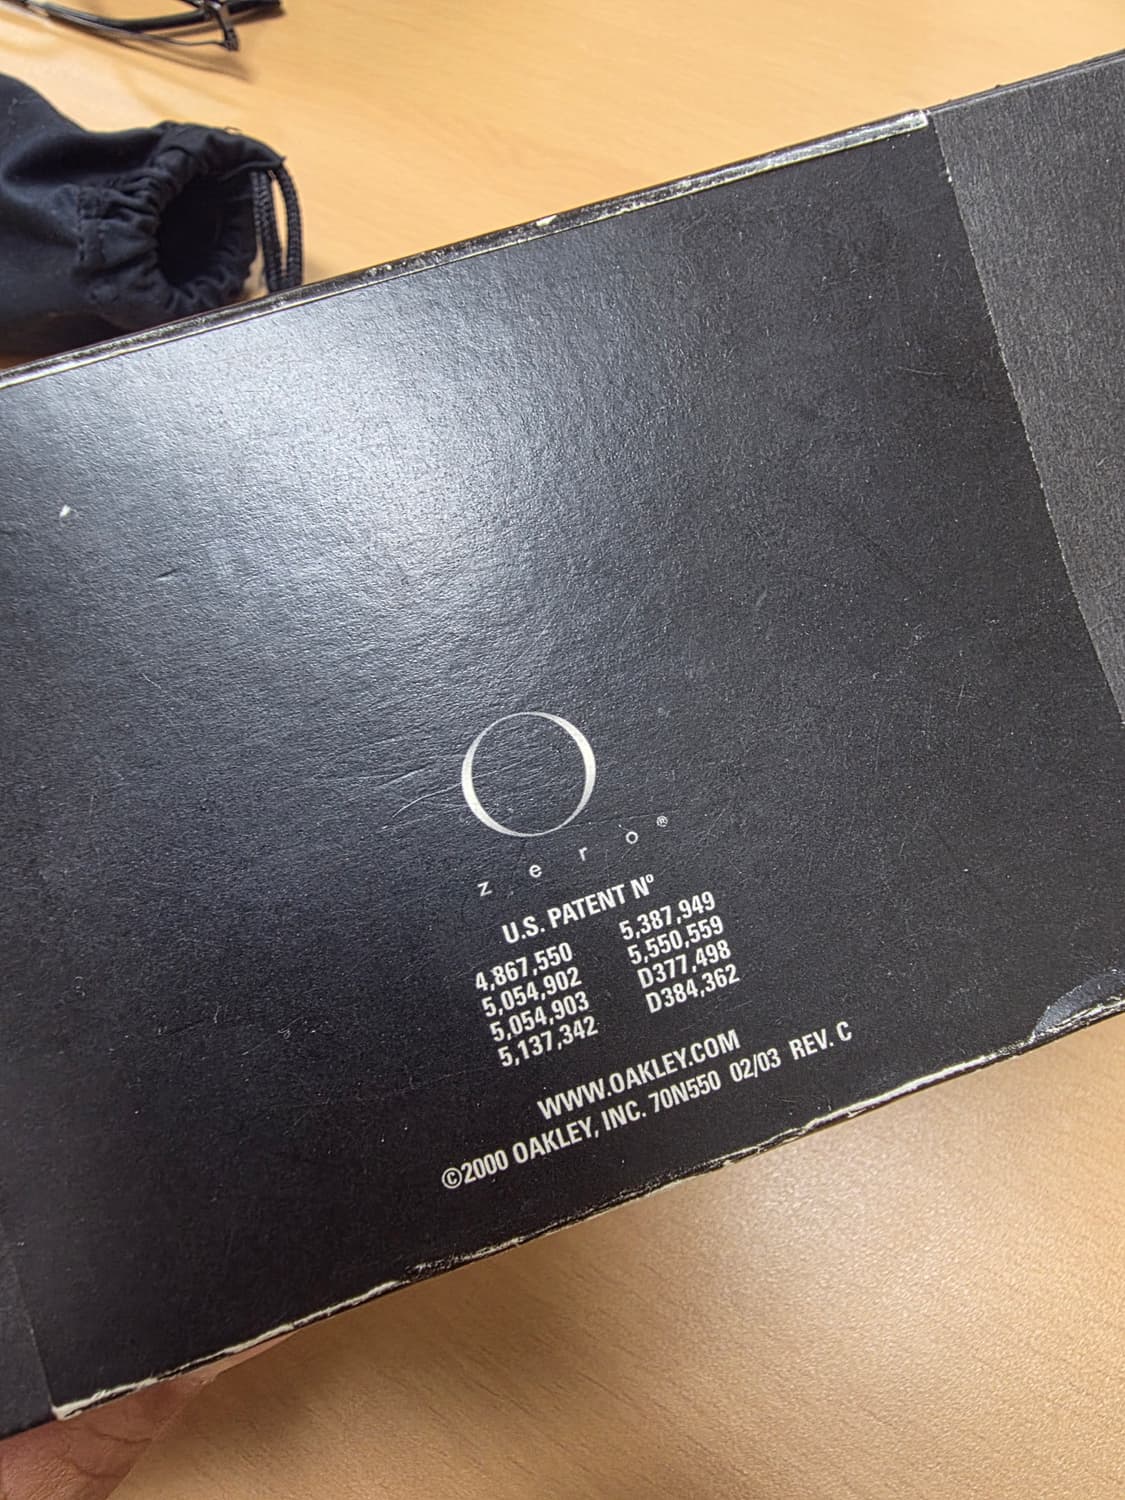 O
zero®
U.S. PATENT Nº
4,867,550 5,387,949
5,054,902 5,550,559
5,054,903 D377,498
5,137,342 D384,362
WWW.OAKLEY.COM
©2000 OAKLEY, INC. 70N550 02/03 REV. C